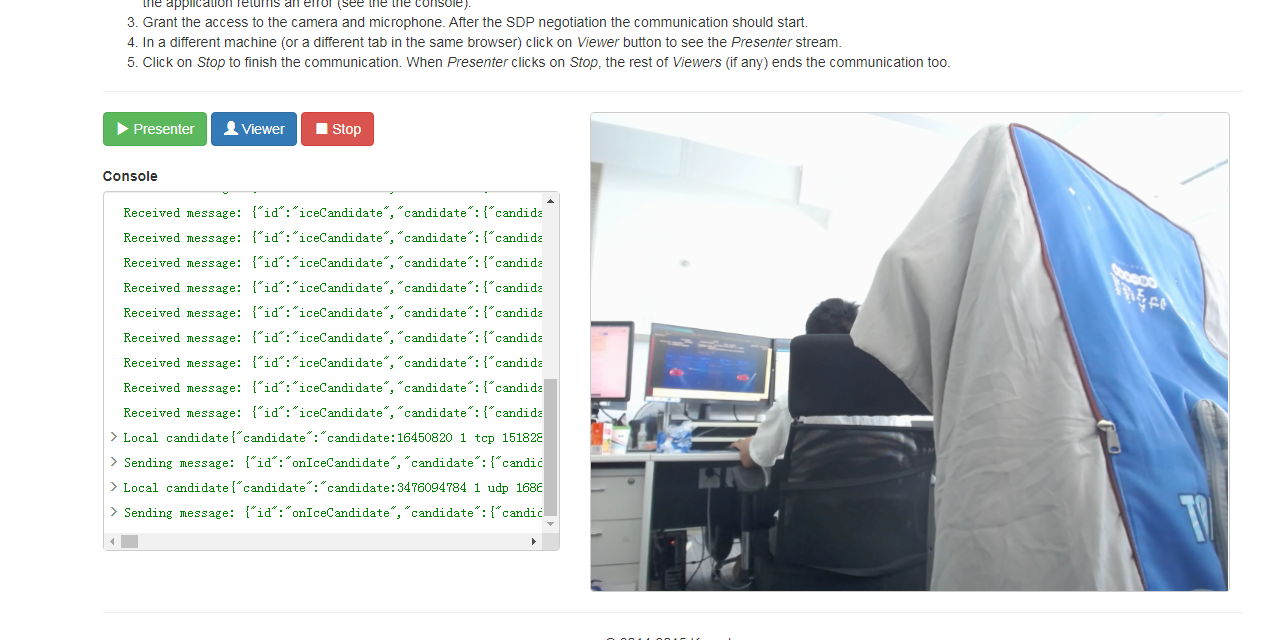 the application returns an error (see the the console).
3. Grant the access to the camera and microphone. After the SDP negotiation the communication should start.
4. In a different machine (or a different tab in the same browser) click on Viewer button to see the Presenter stream.
5. Click on Stop to finish the communication. When Presenter clicks on Stop, the rest of Viewers (if any) ends the communication too.
Presenter Viewer Stop
Console
Received message: {"id":"iceCandidate","candidate":{"candida
Received message: {"id":"iceCandidate","candidate":{"candida
Received message: {"id":"iceCandidate","candidate":{"candida
Received message: {"id":"iceCandidate","candidate":{"candida
Received message: {"id":"iceCandidate","candidate":{"candida
Received message: {"id":"iceCandidate","candidate":{"candida
Received message: {"id":"iceCandidate","candidate":{"candida
Received message: {"id":"iceCandidate","candidate":{"candida
Received message: {"id":"iceCandidate","candidate":{"candida
Local candidate{"candidate":"candidate:16450820 1 tcp 151828
Sending message: {"id":"onIceCandidate","candidate":{"candid
Local candidate{"candidate":"candidate:3476094784 1 udp 1686
Sending message: {"id":"onIceCandidate","candidate":{"candid